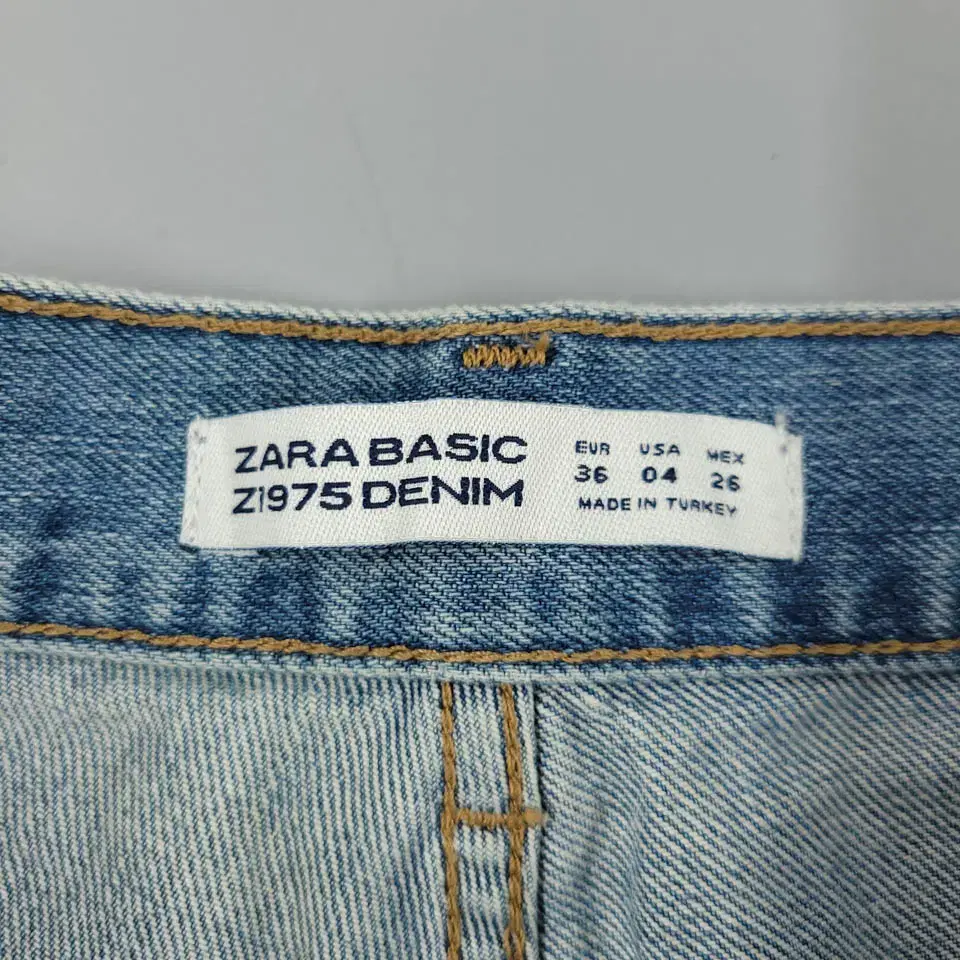 ZARA BASIC
Z1975 DENIM
EUR USA MEX
36 04 26
MADE IN TURKEY